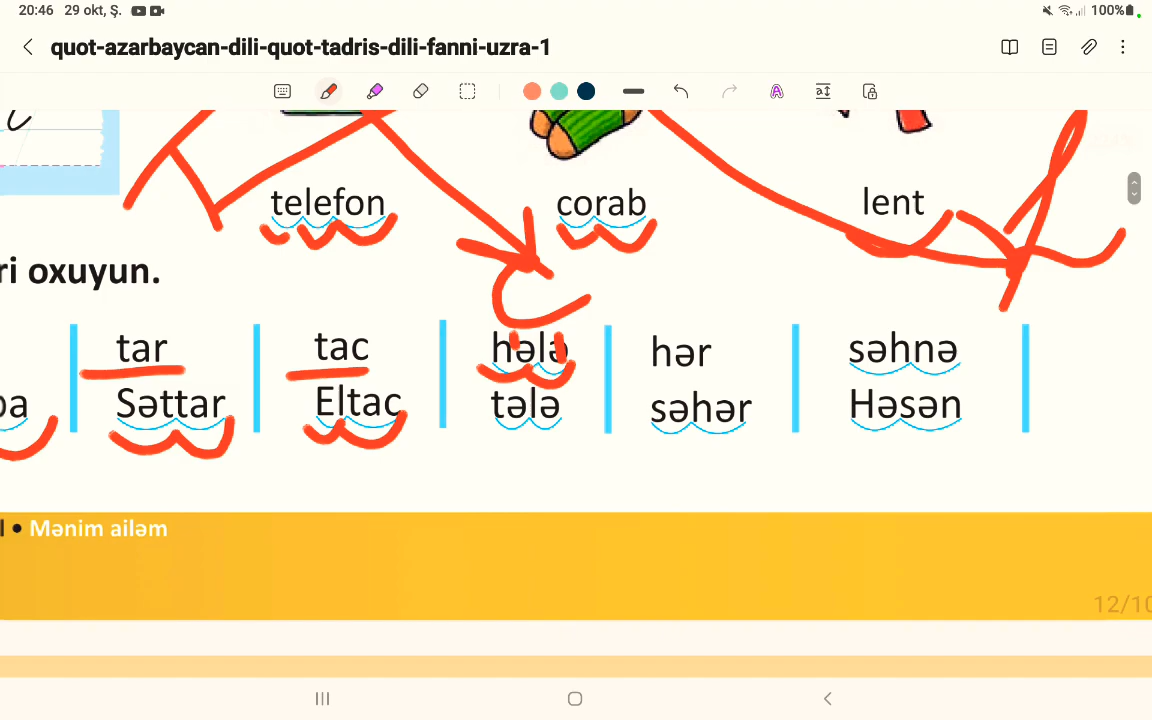 20:46 29 okt, Ş. 100%
quot-azarbaycan-dili-quot-tadris-dili-fanni-uzra-1
telefon corab lent
ri oxuyun.
tar tac hələ hər səhnə
Səttar Eltac tələ səhər Həsən
Mənim ailəm
12/10